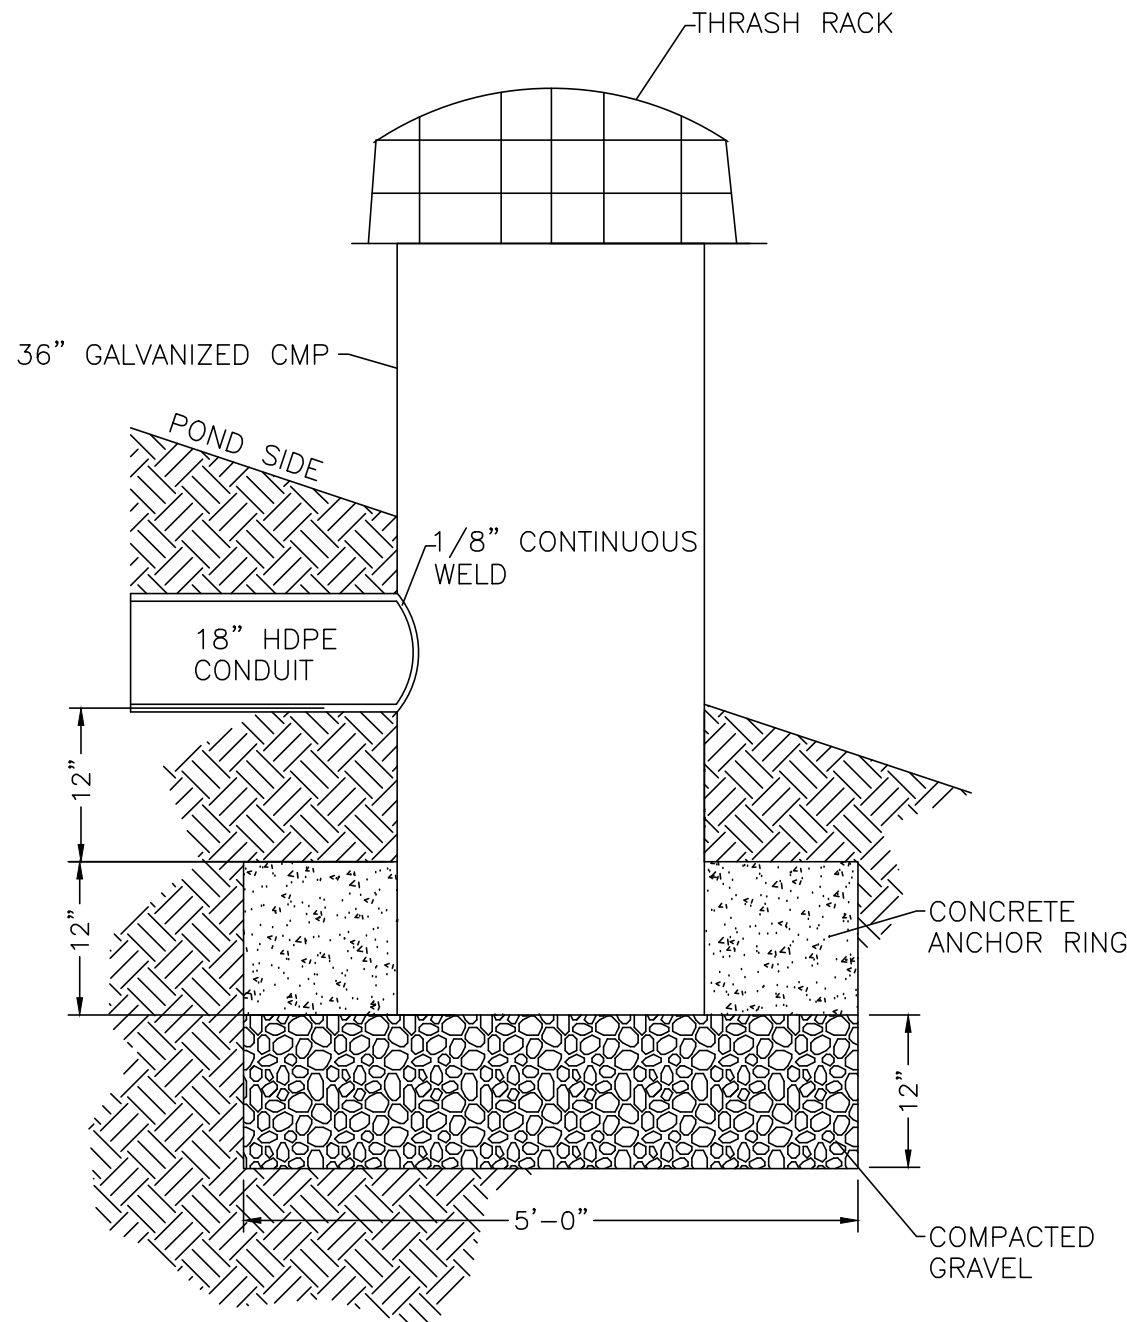 THRASH RACK
36" GALVANIZED CMP
POND SIDE
1/8" CONTINUOUS
WELD
18" HDPE
CONDUIT
12"
12"
CONCRETE
ANCHOR RING
12"
5'-0"
COMPACTED
GRAVEL